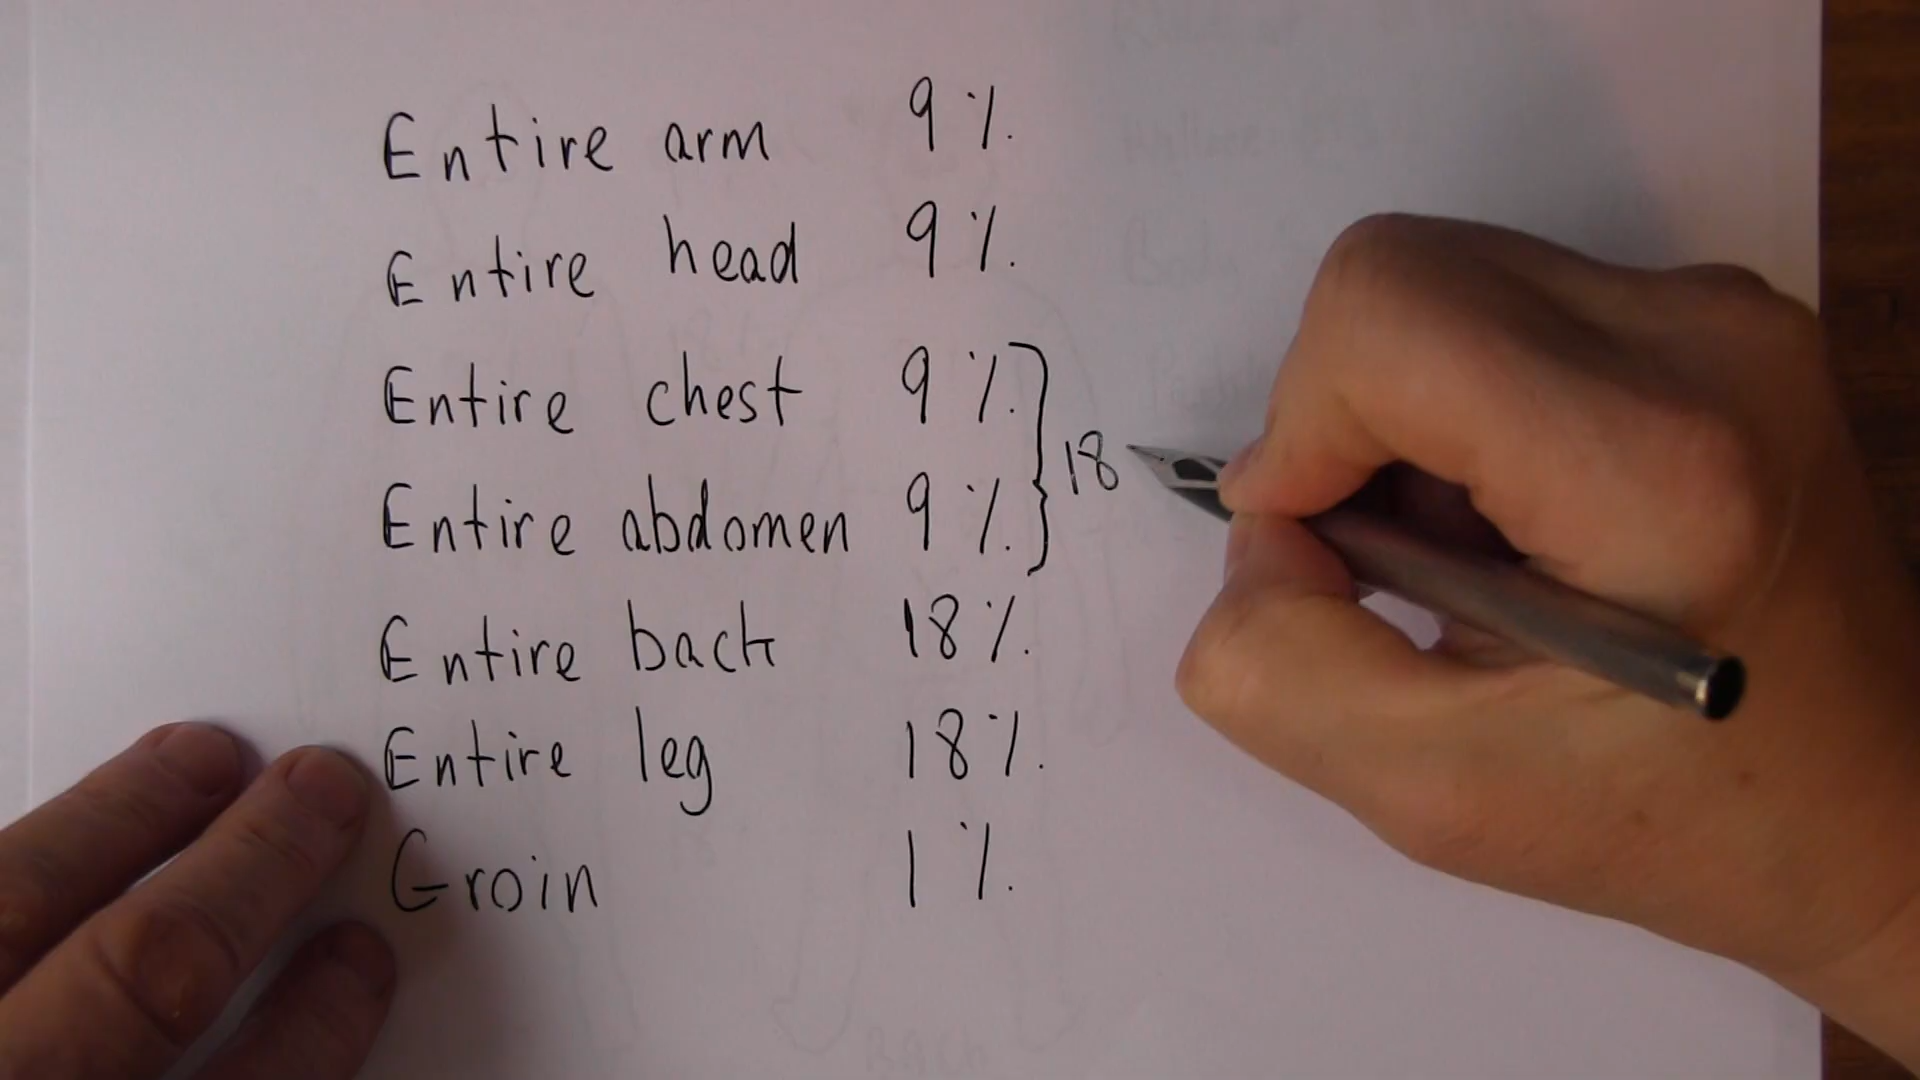 Entire arm 9%
Entire head 9%
Entire chest 9%
Entire abdomen 9%
18
Entire back 18%
Entire leg 18%
Groin 1%
BACK